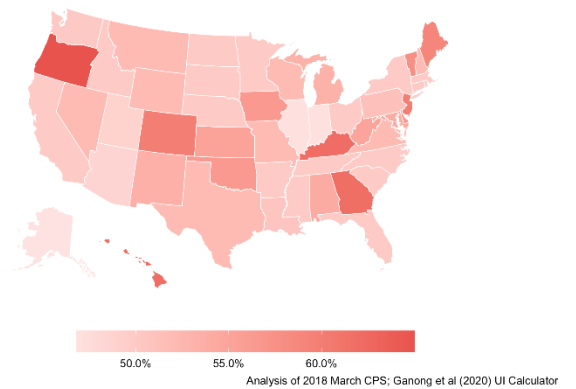 50.0% 55.0% 60.0%
Analysis of 2018 March CPS; Ganong et al (2020) UI Calculator